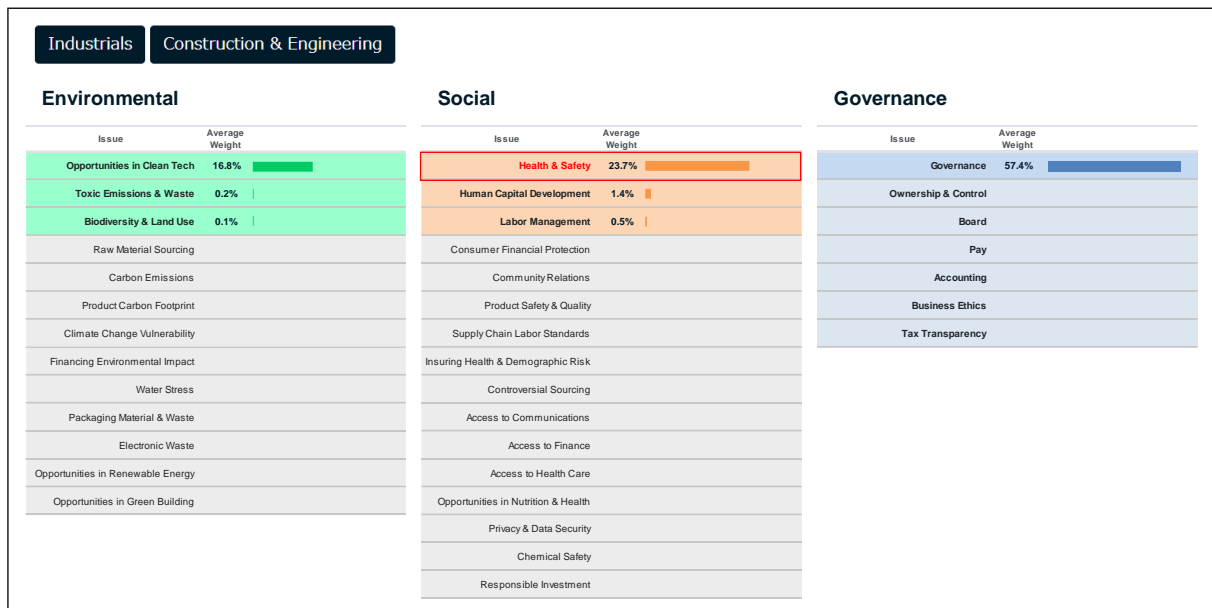 Industrials Construction & Engineering
Environmental
Issue Average Weight
Opportunities in Clean Tech 16.8%
Toxic Emissions & Waste 0.2%
Biodiversity & Land Use 0.1%
Raw Material Sourcing
Carbon Emissions
Product Carbon Footprint
Climate Change Vulnerability
Financing Environmental Impact
Water Stress
Packaging Material & Waste
Electronic Waste
Opportunities in Renewable Energy
Opportunities in Green Building
Social
Issue Average Weight
Health & Safety 23.7%
Human Capital Development 1.4%
Labor Management 0.5%
Consumer Financial Protection
Community Relations
Product Safety & Quality
Supply Chain Labor Standards
Insuring Health & Demographic Risk
Controversial Sourcing
Access to Communications
Access to Finance
Access to Health Care
Opportunities in Nutrition & Health
Privacy & Data Security
Chemical Safety
Responsible Investment
Governance
Issue Average Weight
Governance 57.4%
Ownership & Control
Board
Pay
Accounting
Business Ethics
Tax Transparency